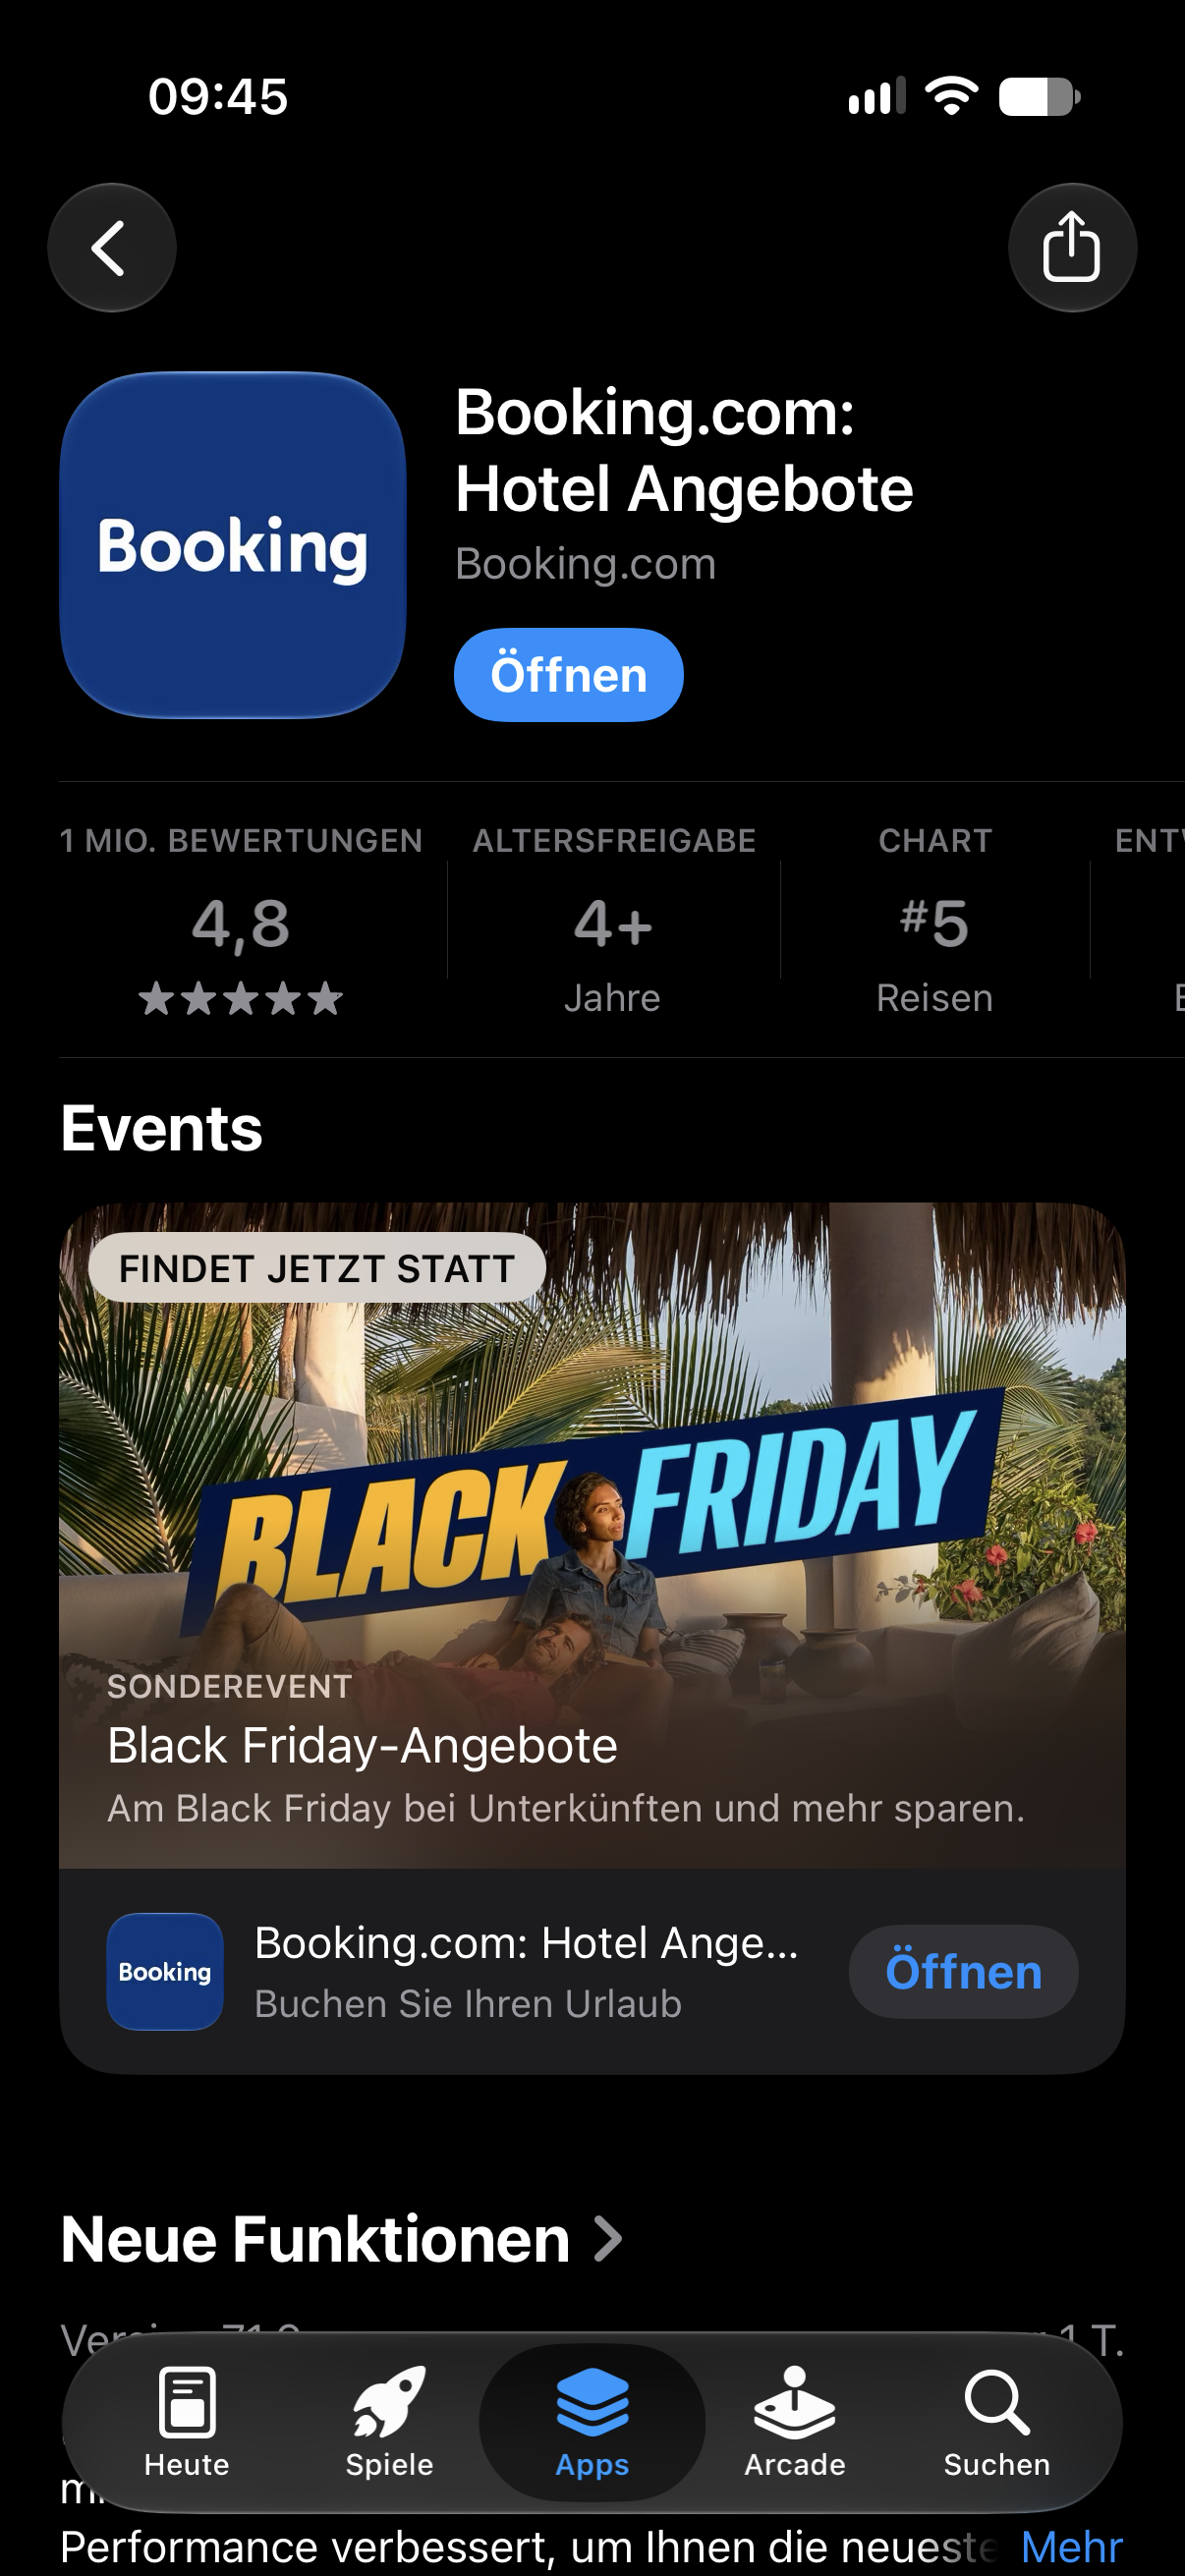 09:45
Booking
Booking.com:
Hotel Angebote
Booking.com
Öffnen
1 MIO. BEWERTUNGEN
4,8
ALTERSFREIGABE
4+
Jahre
CHART
#5
Reisen
Events
FINDET JETZT STATT
BLACK FRIDAY
SONDEREVENT
Black Friday-Angebote
Am Black Friday bei Unterkünften und mehr sparen.
Booking
Booking.com: Hotel Ange...
Buchen Sie Ihren Urlaub
Öffnen
Neue Funktionen
1 T.
Heute
Spiele
Apps
Arcade
Suchen
Performance verbessert, um Ihnen die neueste
Mehr